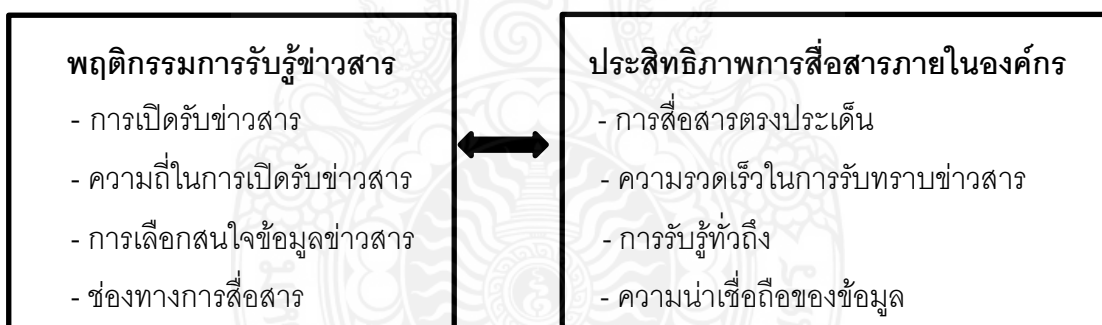 พฤติกรรมการรับรู้ข่าวสาร
- การเปิดรับข่าวสาร
- ความถี่ในการเปิดรับข่าวสาร
- การเลือกสนใจข้อมูลข่าวสาร
- ช่องทางการสื่อสาร
ประสิทธิภาพการสื่อสารภายในองค์กร
- การสื่อสารตรงประเด็น
- ความรวดเร็วในการรับทราบข่าวสาร
- การรับรู้ทั่วถึง
- ความน่าเชื่อถือของข้อมูล